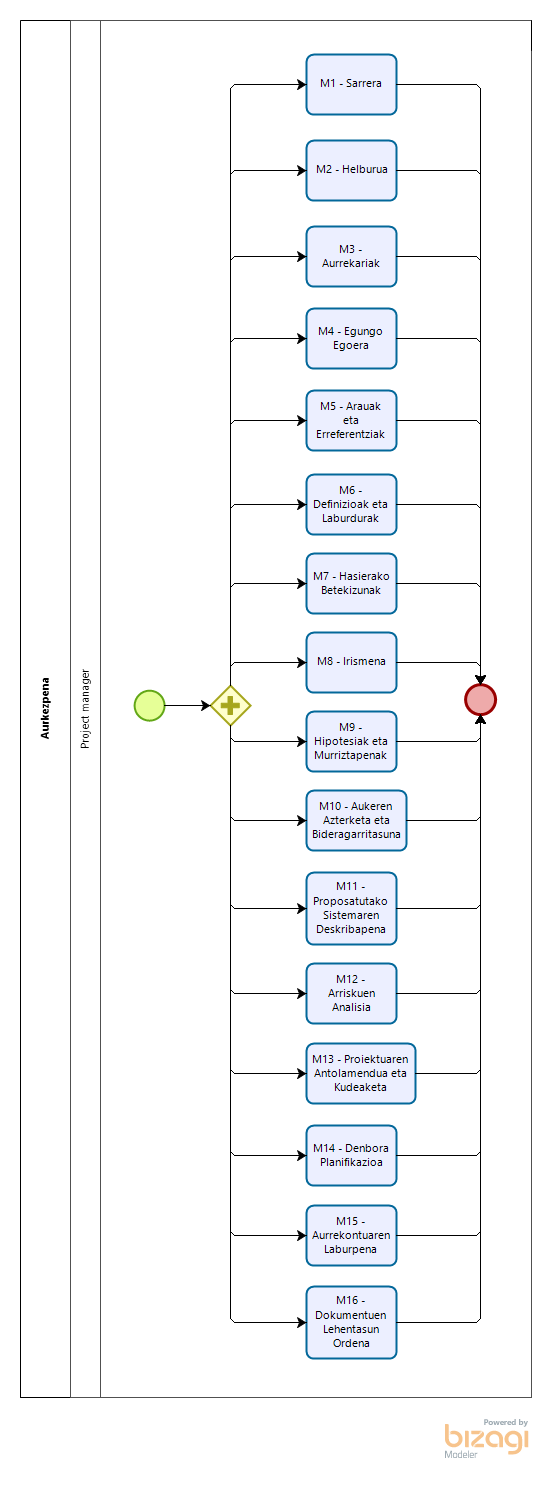 Aurkezpena
Project manager
M1 - Sarrera
M2 - Helburua
M3 -
Aurrekariak
M4 - Egungo
Egoera
M5 - Arauak
eta
Erreferentziak
M6 -
Definizioak eta
Laburdurak
M7 - Hasierako
Betekizunak
M8 - Irismena
M9 -
Hipotesiak eta
Murriztapenak
M10 - Aukeren
Azterketa eta
Bideragarritasuna
M11 -
Proposatutako
Sistemaren
Deskribapena
M12 -
Arriskuen
Analisia
M13 - Proiektuaren
Antolamendua eta
Kudeaketa
M14 - Denbora
Planifikazioa
M15 -
Aurrekontuaren
Laburpena
M16 -
Dokumentuen
Lehentasun
Ordena
Powered by
bizagi
Modeler